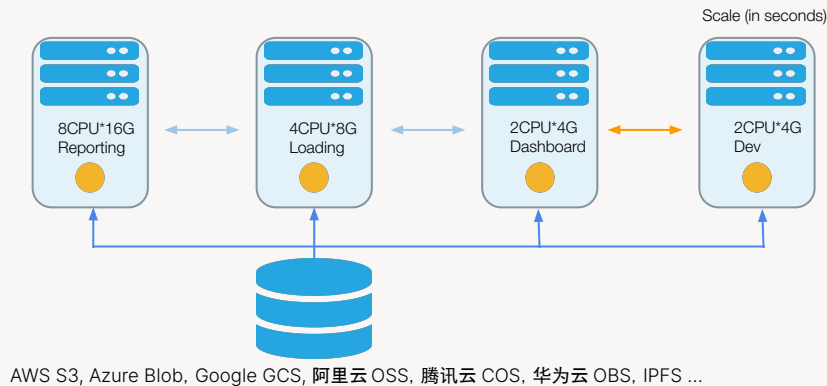 Scale (in seconds)
8CPU*16G
Reporting
4CPU*8G
Loading
2CPU*4G
Dashboard
2CPU*4G
Dev
AWS S3, Azure Blob, Google GCS, 阿里云 OSS, 腾讯云 COS, 华为云 OBS, IPFS ...